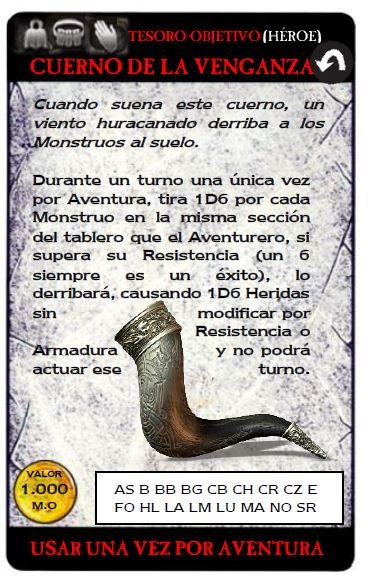 TESORO-OBJETIVO (HÉROE)
CUERNO DE LA VENGANZA
Cuando suena este cuerno, un
viento huracanado derriba a los
Monstruos al suelo.
Durante un turno una única vez
por Aventura, tira 1D6 por cada
Monstruo en la misma sección
del tablero que el Aventurero, si
supera su Resistencia (un 6
siempre es un éxito), lo
derribará, causando 1D6 Heridas
sin modificar por
Resistencia o
Armadura y no podrá
actuar ese turno.
VALOR
1.000
M.O
AS B BB BG CB CH CR CZ E
FO HL LA LM LU MA NO SR
USAR UNA VEZ POR AVENTURA